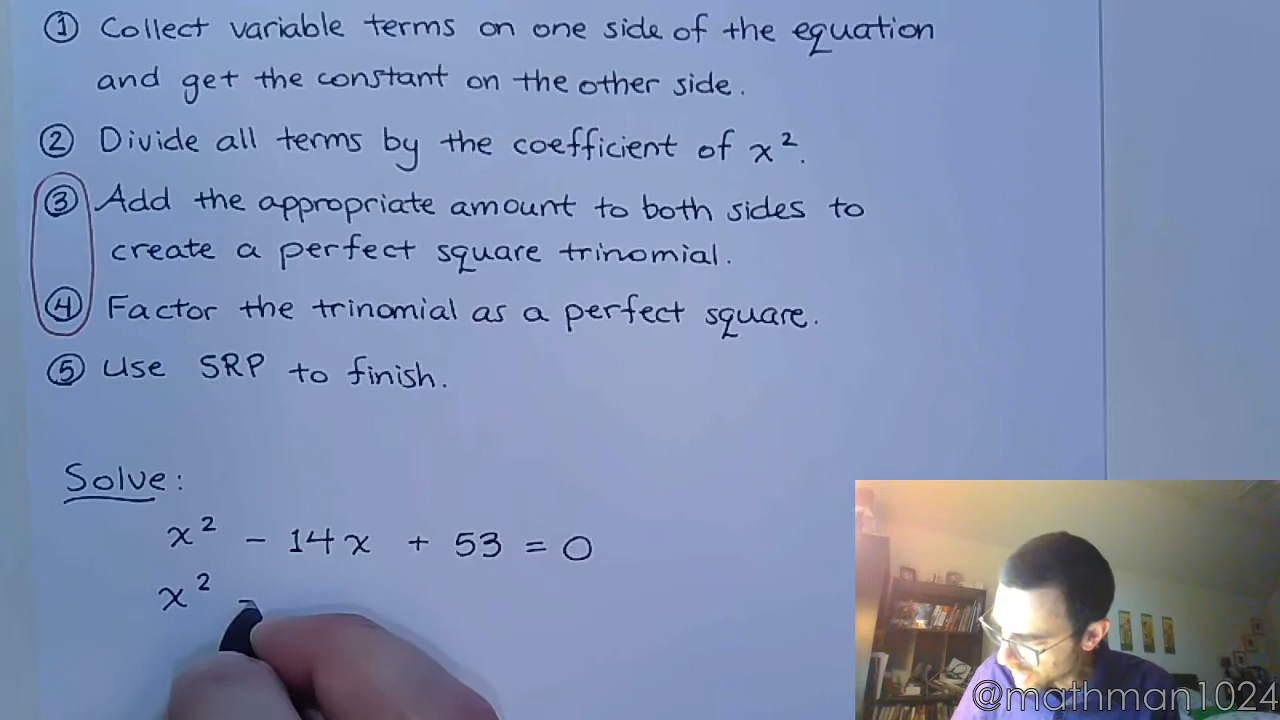 ① Collect variable terms on one side of the equation
and get the constant on the other side.
② Divide all terms by the coefficient of x².
③ Add the appropriate amount to both sides to
create a perfect square trinomial.
④ Factor the trinomial as a perfect square.
⑤ Use SRP to finish.
Solve:
x² - 14x + 53 = 0
x² -
@mathman1024